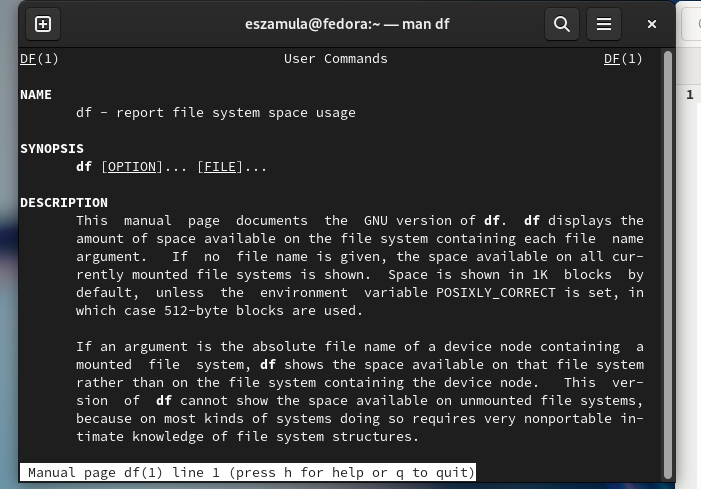 eszamula@fedora:~ — man df
DF(1) User Commands DF(1)
NAME
df - report file system space usage
SYNOPSIS
df [OPTION]... [FILE]...
DESCRIPTION
This manual page documents the GNU version of df. df displays the
amount of space available on the file system containing each file name
argument. If no file name is given, the space available on all cur-
rently mounted file systems is shown. Space is shown in 1K blocks by
default, unless the environment variable POSIXLY_CORRECT is set, in
which case 512-byte blocks are used.
If an argument is the absolute file name of a device node containing a
mounted file system, df shows the space available on that file system
rather than on the file system containing the device node. This ver-
sion of df cannot show the space available on unmounted file systems,
because on most kinds of systems doing so requires very nonportable in-
timate knowledge of file system structures.
Manual page df(1) line 1 (press h for help or q to quit)
1